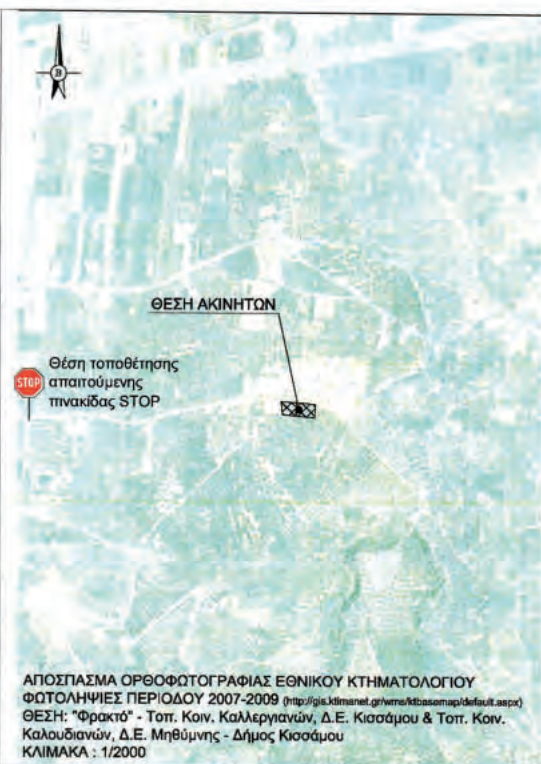 Β
ΘΕΣΗ ΑΚΙΝΗΤΩΝ
STOP
Θέση τοποθέτησης
απαιτούμενης
πινακίδας STOP
ΑΠΟΣΠΑΣΜΑ ΟΡΘΟΦΩΤΟΓΡΑΦΙΑΣ ΕΘΝΙΚΟΥ ΚΤΗΜΑΤΟΛΟΓΙΟΥ
ΦΩΤΟΛΗΨΙΕΣ ΠΕΡΙΟΔΟΥ 2007-2009 (http://gis.ktimanet.gr/wms/ktbasemap/default.aspx)
ΘΕΣΗ: "Φρακτό" - Τοπ. Κοιν. Καλλεργιανών, Δ.Ε. Κισσάμου & Τοπ. Κοιν.
Καλουδιανών, Δ.Ε. Μηθύμνης - Δήμος Κισσάμου
ΚΛΙΜΑΚΑ : 1/2000